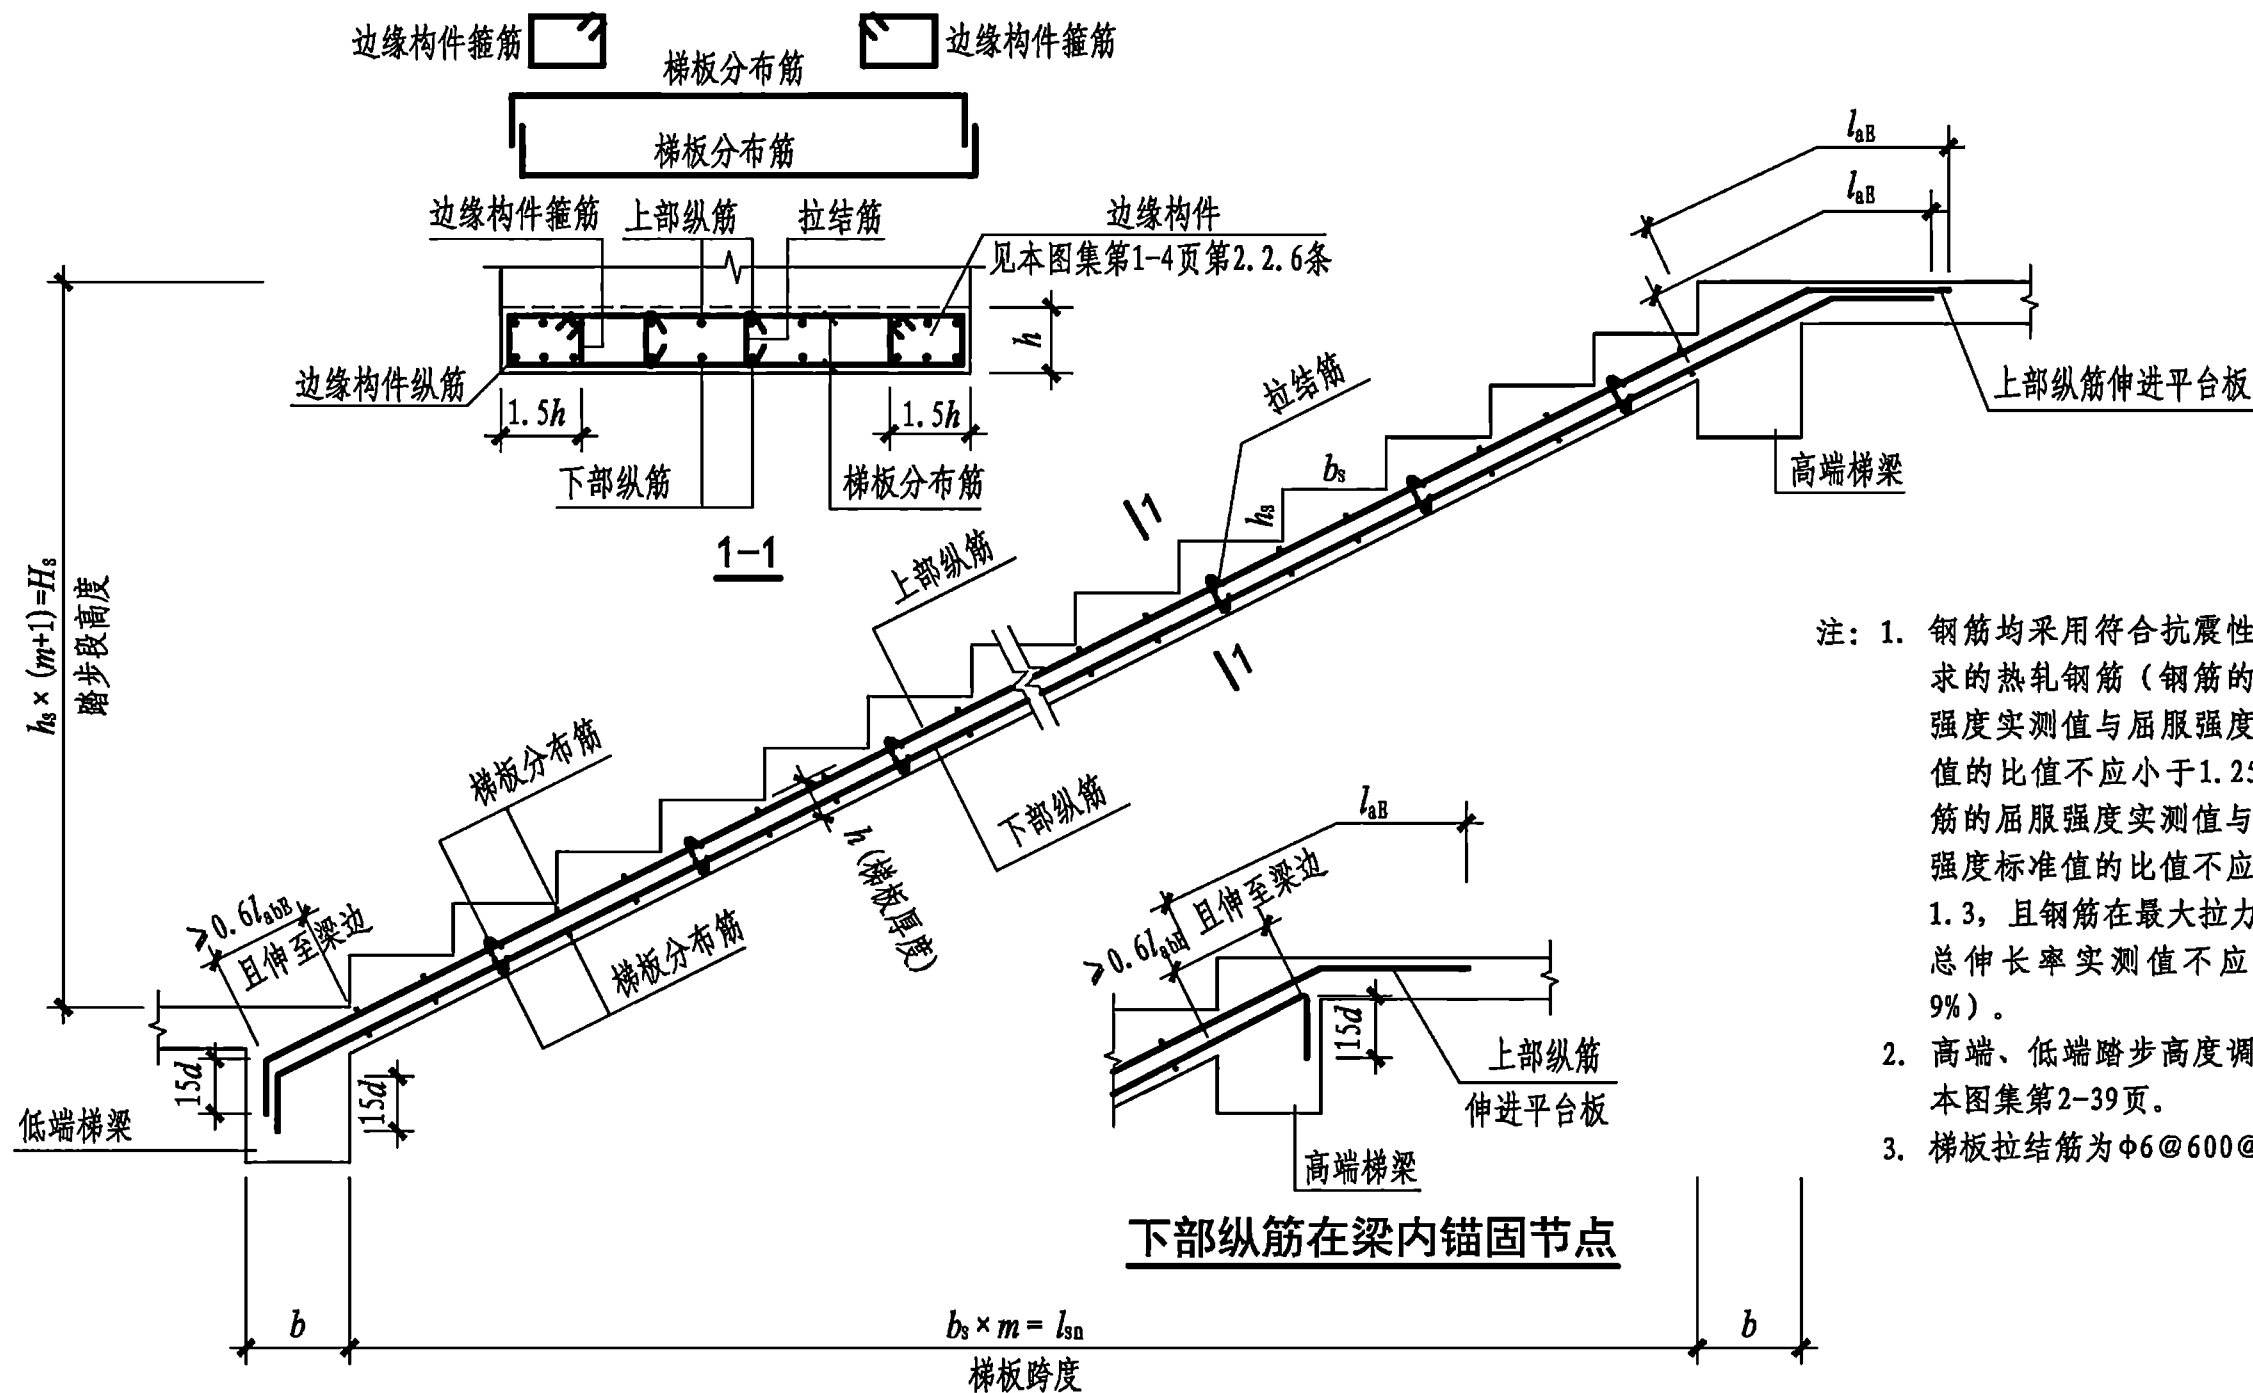 边缘构件箍筋
边缘构件箍筋
梯板分布筋
梯板分布筋
边缘构件箍筋
上部纵筋
拉结筋
边缘构件
见本图集第1-4页第2.2.6条
h
边缘构件纵筋
1.5h
1.5h
下部纵筋
梯板分布筋
1-1
laE
laE
上部纵筋伸进平台板
高端梯梁
拉结筋
bs
hs
1
1
上部纵筋
下部纵筋
hs×(m+1)=Hs
踏步段高度
梯板分布筋
梯板分布筋
h(梯板厚度)
≥0.6labE
且伸至梁边
15d
15d
低端梯梁
laE
≥0.6labE
且伸至梁边
15d
上部纵筋
伸进平台板
高端梯梁
下部纵筋在梁内锚固节点
b
bs×m= lsn
梯板跨度
b
注: 1. 钢筋均采用符合抗震性
求的热轧钢筋(钢筋的
强度实测值与屈服强度
值的比值不应小于1.25
筋的屈服强度实测值与
强度标准值的比值不应
1.3, 且钢筋在最大拉力
总伸长率实测值不应
9%)。
2. 高端、低端踏步高度调
本图集第2-39页。
3. 梯板拉结筋为Φ6@600@